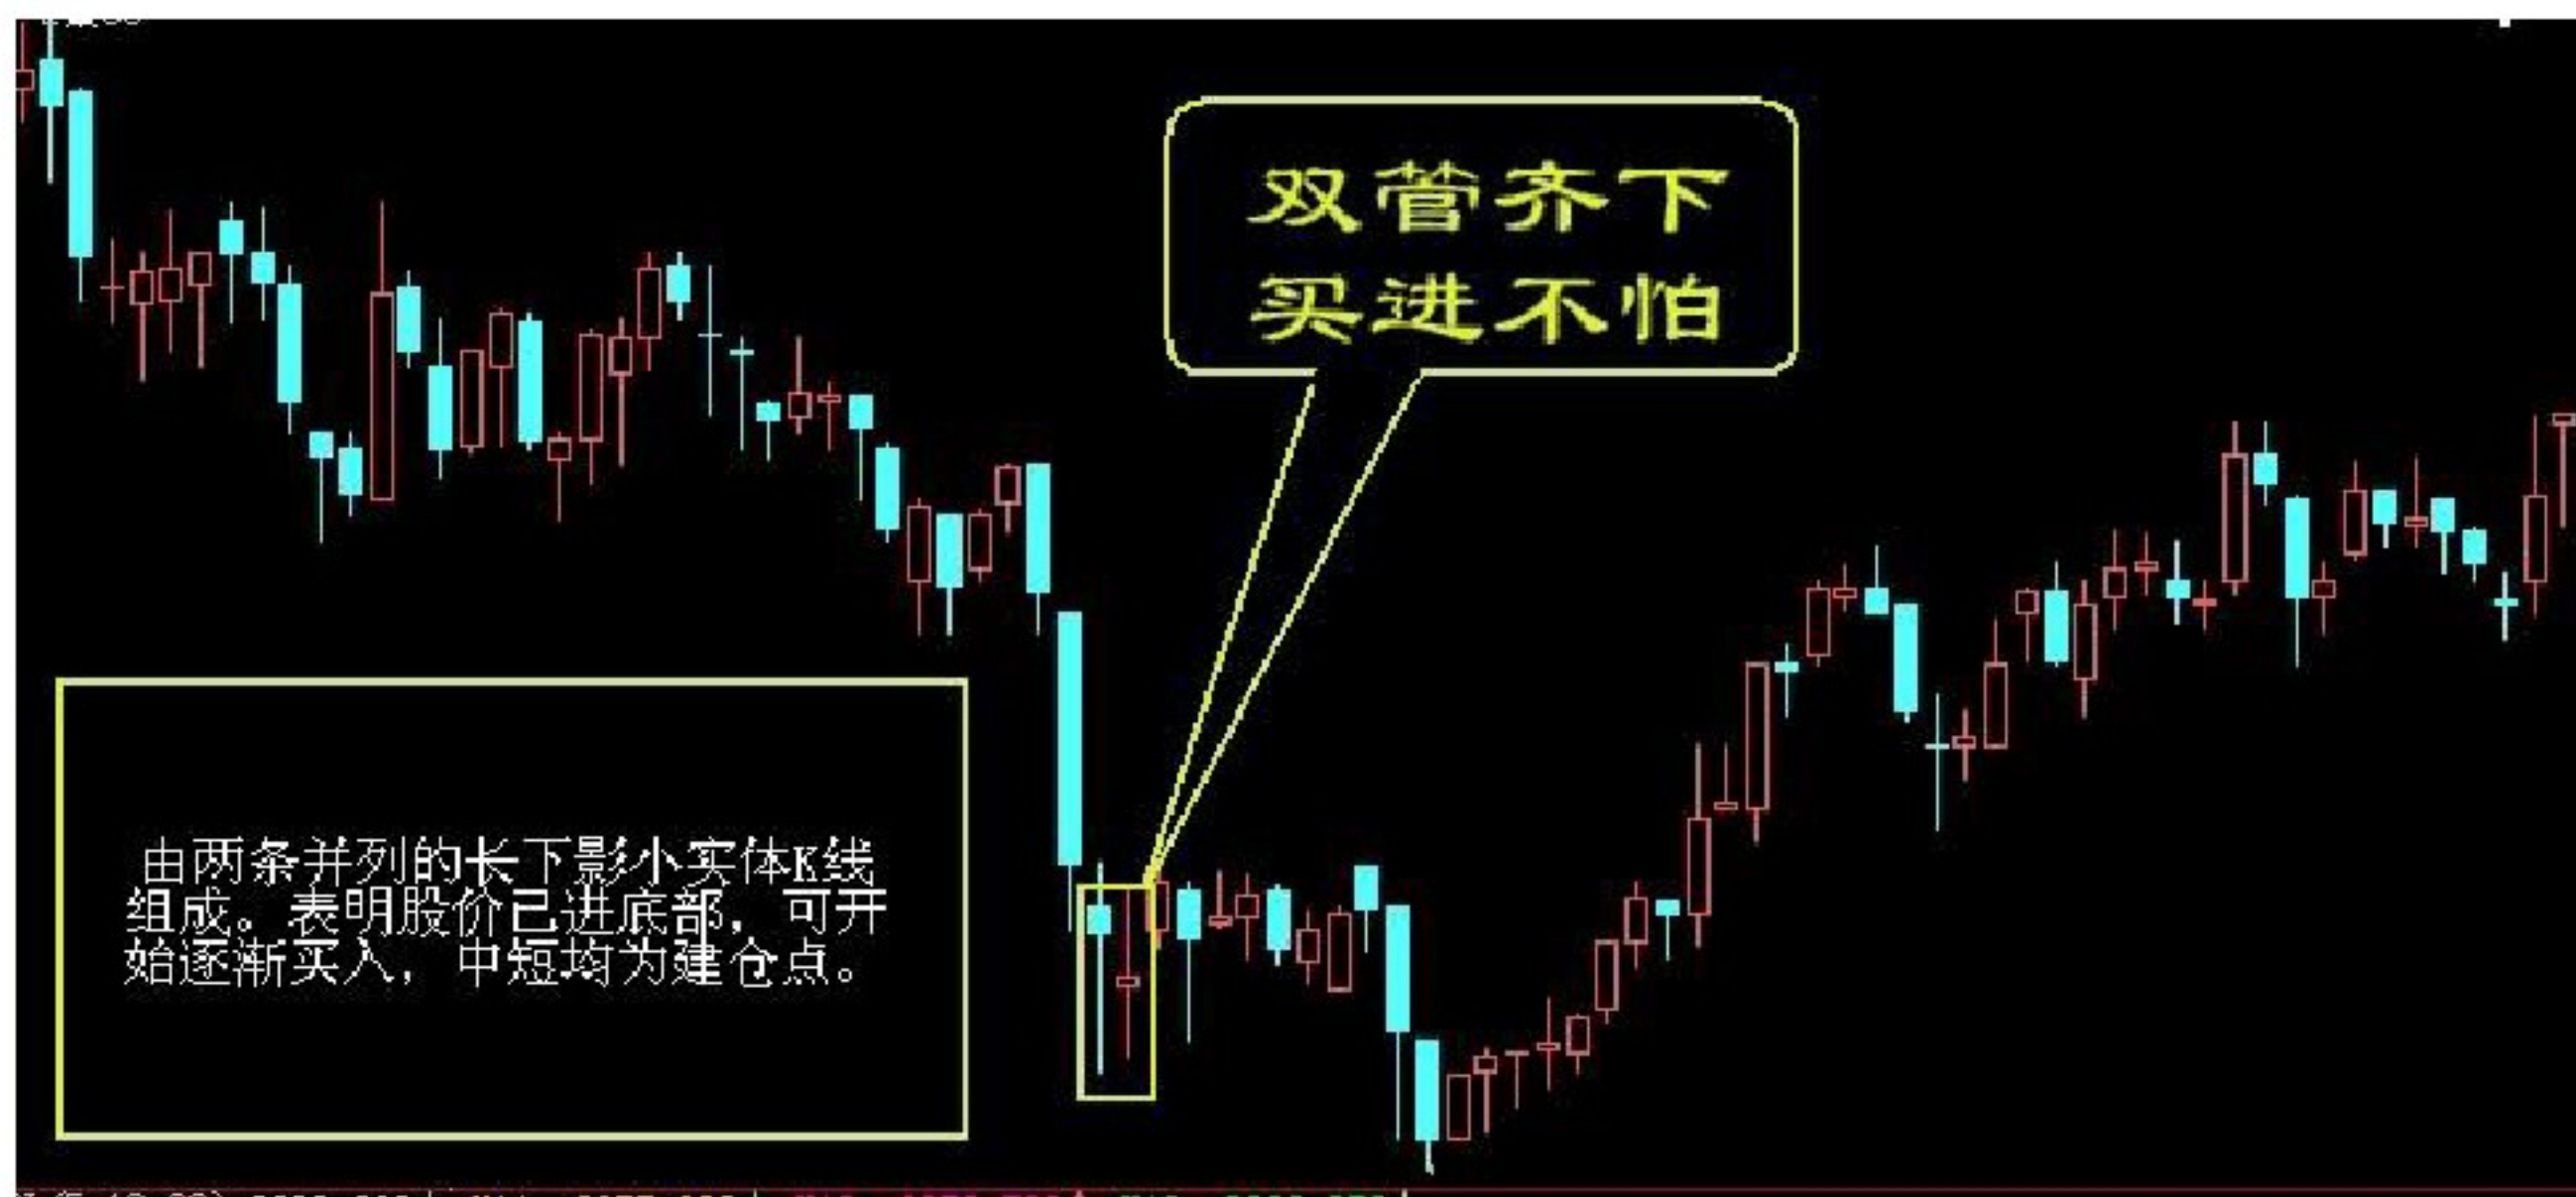 双管齐下
买进不怕
由两条并列的长下影小实体K线
组成。表明股价已进底部，可开
始逐渐买入，中短均为建仓点。